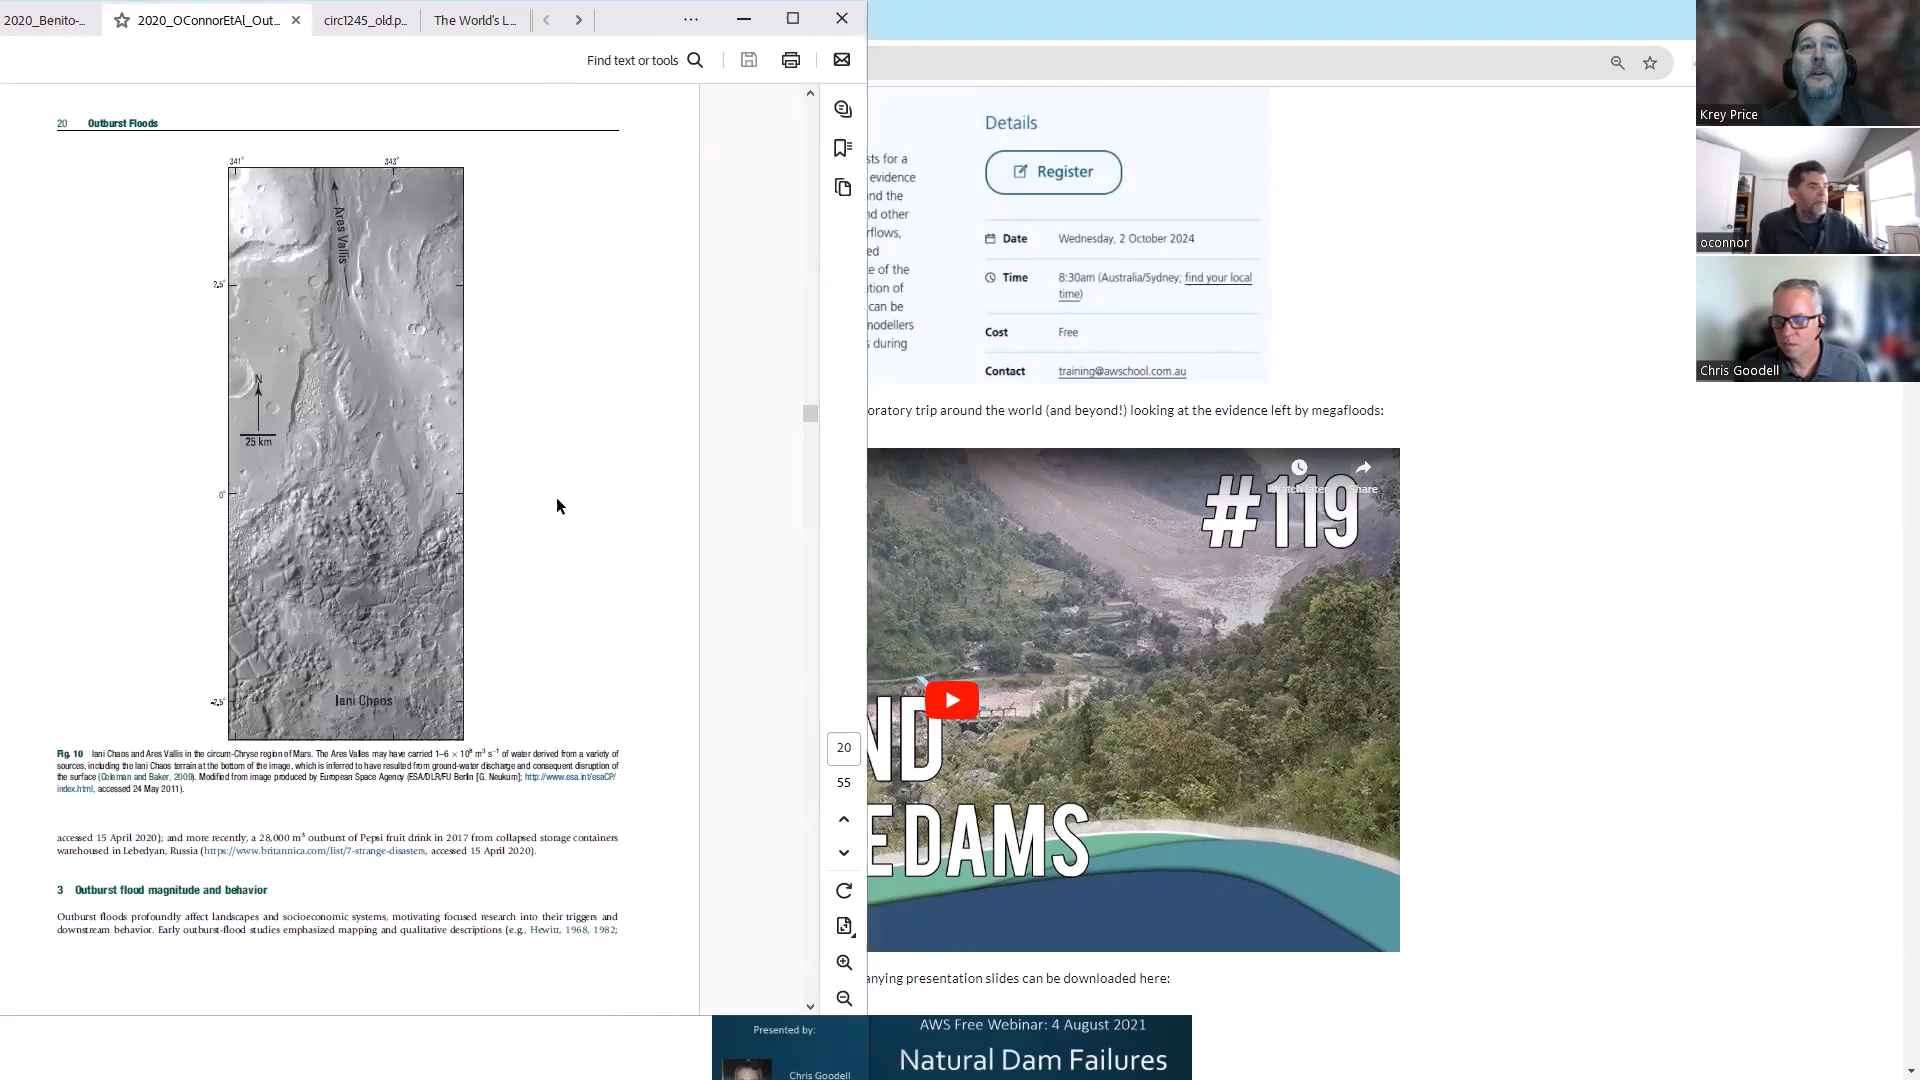 2020_Benito-...
2020_OConnorEtAl_Out...
circ1245_old.p...
The World's L...
Find text or tools
20 Outburst Floods
341° 343°
Ares Vallis
2.5°
N
25 km
0°
-2.5°
Iani Chaos
Fig. 10 Iani Chaos and Ares Vallis in the circum-Chryse region of Mars. The Ares Valles may have carried 1–6 × 10⁸ m³ s⁻¹ of water derived from a variety of
sources, including the Iani Chaos terrain at the bottom of the image, which is inferred to have resulted from ground-water discharge and consequent disruption of
the surface (Coleman and Baker, 2009). Modified from image produced by European Space Agency (ESA/DLR/FU Berlin [G. Neukum]; http://www.esa.int/esaCP/
index.html, accessed 24 May 2011).
accessed 15 April 2020); and more recently, a 28,000 m³ outburst of Pepsi fruit drink in 2017 from collapsed storage containers
warehoused in Lebedyan, Russia (https://www.britannica.com/list/7-strange-disasters, accessed 15 April 2020).
3 Outburst flood magnitude and behavior
Outburst floods profoundly affect landscapes and socioeconomic systems, motivating focused research into their triggers and
downstream behavior. Early outburst-flood studies emphasized mapping and qualitative descriptions (e.g., Hewitt, 1968, 1982;
20
55
sts for a
evidence
nd the
nd other
rflows,
ed
e of the
tion of
can be
nodellers
s during
Details
Register
Date Wednesday, 2 October 2024
Time 8:30am (Australia/Sydney; find your local
time)
Cost Free
Contact training@awschool.com.au
oratory trip around the world (and beyond!) looking at the evidence left by megafloods:
Watch later Share
#119
ND
EDAMS
anying presentation slides can be downloaded here:
Presented by:
Chris Goodell
AWS Free Webinar: 4 August 2021
Natural Dam Failures
Krey Price
oconnor
Chris Goodell